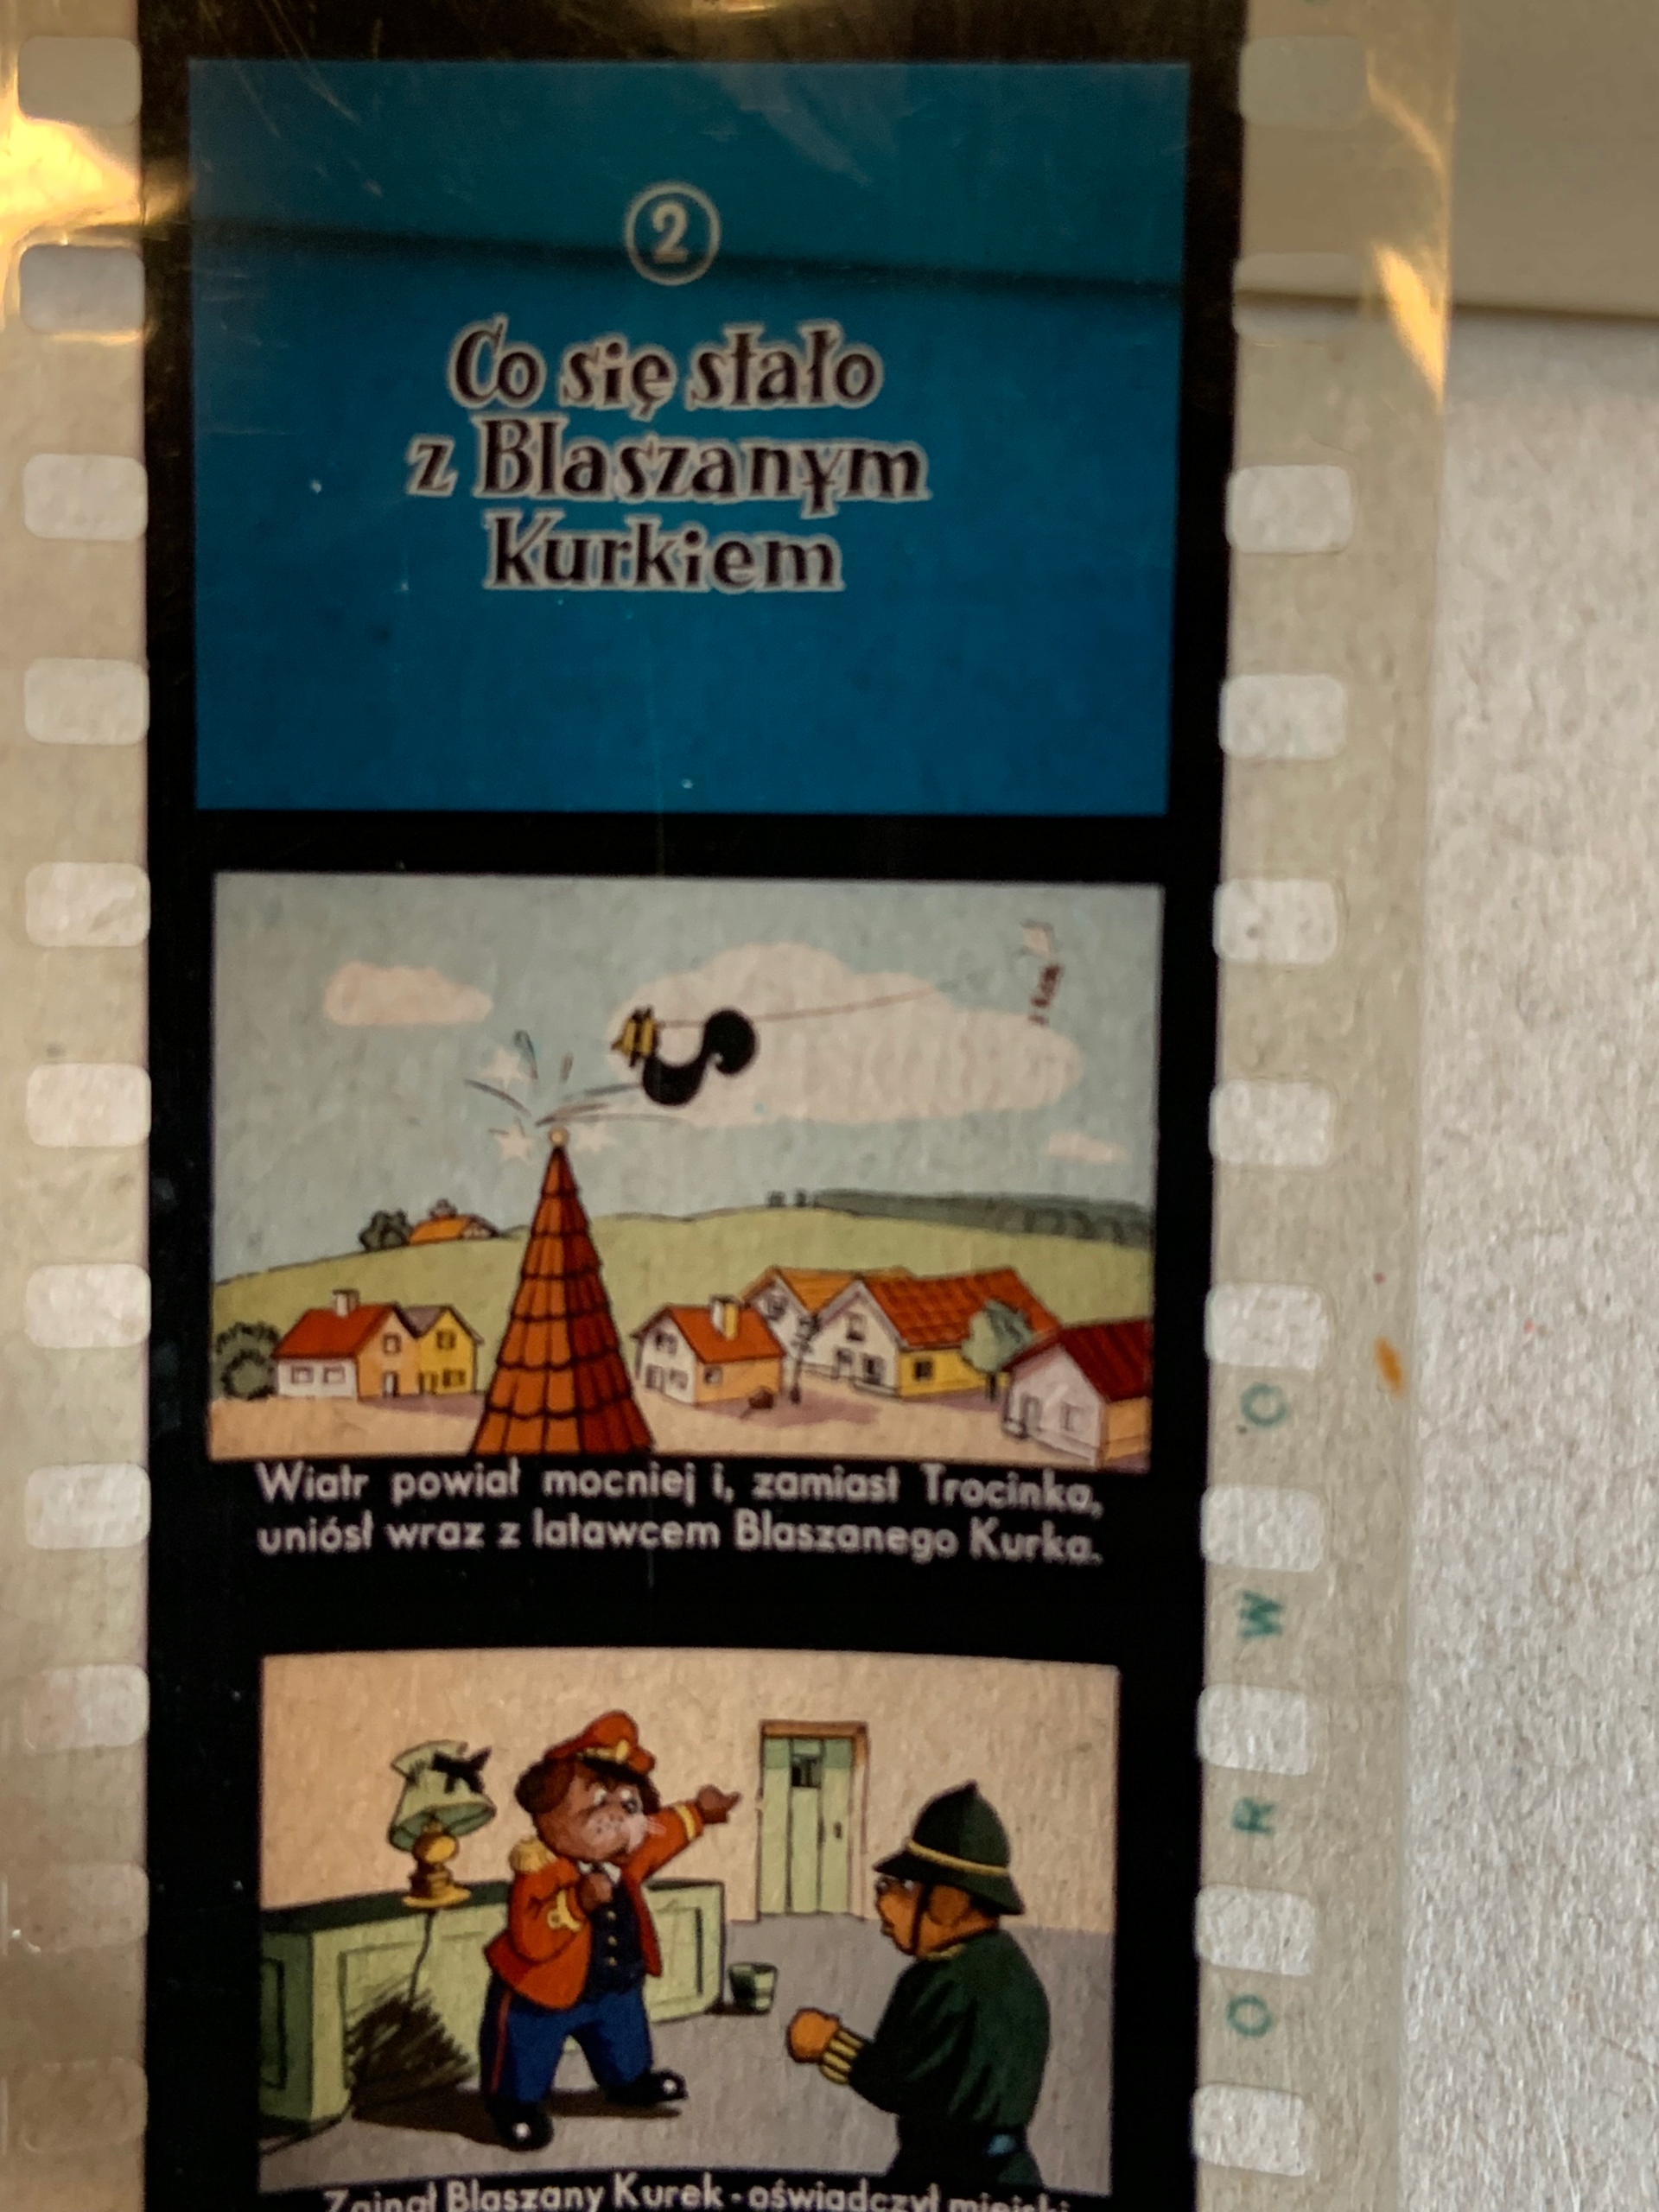 2
Co się stało
z Blaszanym
Kurkiem
Wiatr powiał mocniej i, zamiast Trocinka,
uniósł wraz z latawcem Blaszanego Kurka.
Zginął Blaszany Kurek - oświadczył miejski
ORWO